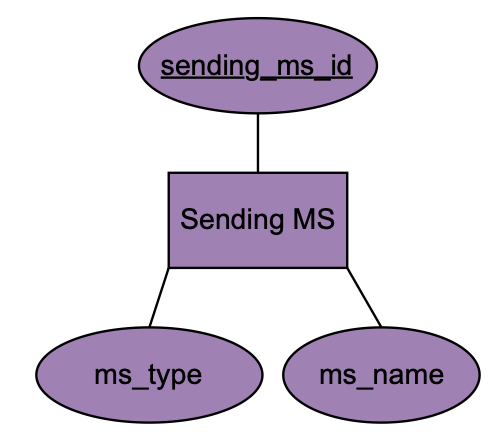 sending_ms_id
Sending MS
ms_type
ms_name